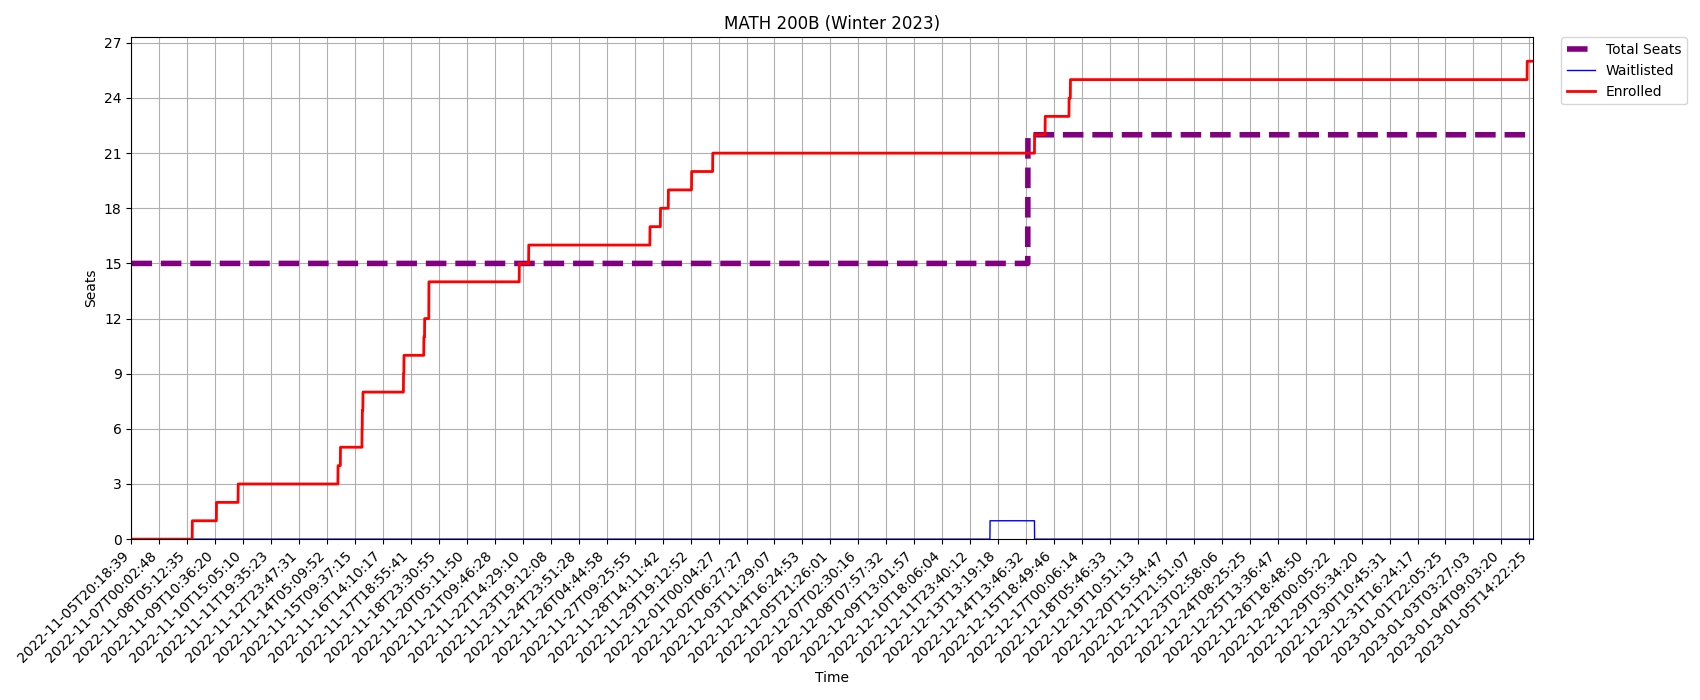 MATH 200B (Winter 2023)
Total Seats
Waitlisted
Enrolled
Seats
27
24
21
18
15
12
9
6
3
0
2022-11-05T20:18:39
2022-11-07T00:02:48
2022-11-08T05:12:35
2022-11-09T10:36:20
2022-11-10T15:05:10
2022-11-11T19:35:23
2022-11-12T23:47:31
2022-11-14T05:09:52
2022-11-15T09:37:15
2022-11-16T14:10:17
2022-11-17T18:55:41
2022-11-18T23:30:55
2022-11-20T05:11:50
2022-11-21T09:46:28
2022-11-22T14:29:10
2022-11-23T19:12:08
2022-11-24T23:51:28
2022-11-26T04:44:58
2022-11-27T09:25:55
2022-11-28T14:11:42
2022-11-29T19:12:52
2022-12-01T00:04:27
2022-12-02T06:27:27
2022-12-03T11:29:07
2022-12-04T16:24:53
2022-12-05T21:26:01
2022-12-07T02:30:16
2022-12-08T07:57:32
2022-12-09T13:01:57
2022-12-10T18:06:04
2022-12-11T23:40:12
2022-12-13T13:19:18
2022-12-14T13:46:32
2022-12-15T18:49:46
2022-12-17T00:06:14
2022-12-18T05:46:33
2022-12-19T10:51:13
2022-12-20T15:54:47
2022-12-21T21:51:07
2022-12-23T02:58:06
2022-12-24T08:25:25
2022-12-25T13:36:47
2022-12-26T18:48:50
2022-12-28T00:05:22
2022-12-29T05:34:20
2022-12-30T10:45:31
2022-12-31T16:24:17
2023-01-01T22:05:25
2023-01-03T03:27:03
2023-01-04T09:03:20
2023-01-05T14:22:25
Time